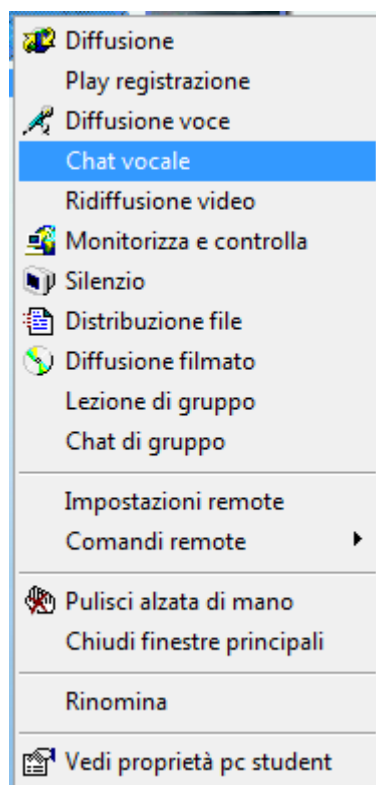 Diffusione
Play registrazione
Diffusione voce
Chat vocale
Ridiffusione video
Monitorizza e controlla
Silenzio
Distribuzione file
Diffusione filmato
Lezione di gruppo
Chat di gruppo
Impostazioni remote
Comandi remote
Pulisci alzata di mano
Chiudi finestre principali
Rinomina
Vedi proprietà pc student